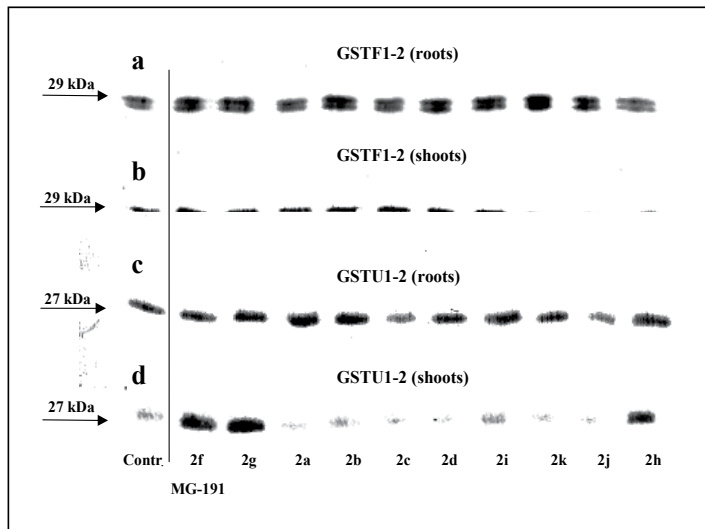 a GSTF1-2 (roots)
29 kDa
GSTF1-2 (shoots)
b
29 kDa
c GSTU1-2 (roots)
27 kDa
d GSTU1-2 (shoots)
27 kDa
Contr. 2f 2g 2a 2b 2c 2d 2i 2k 2j 2h
MG-191